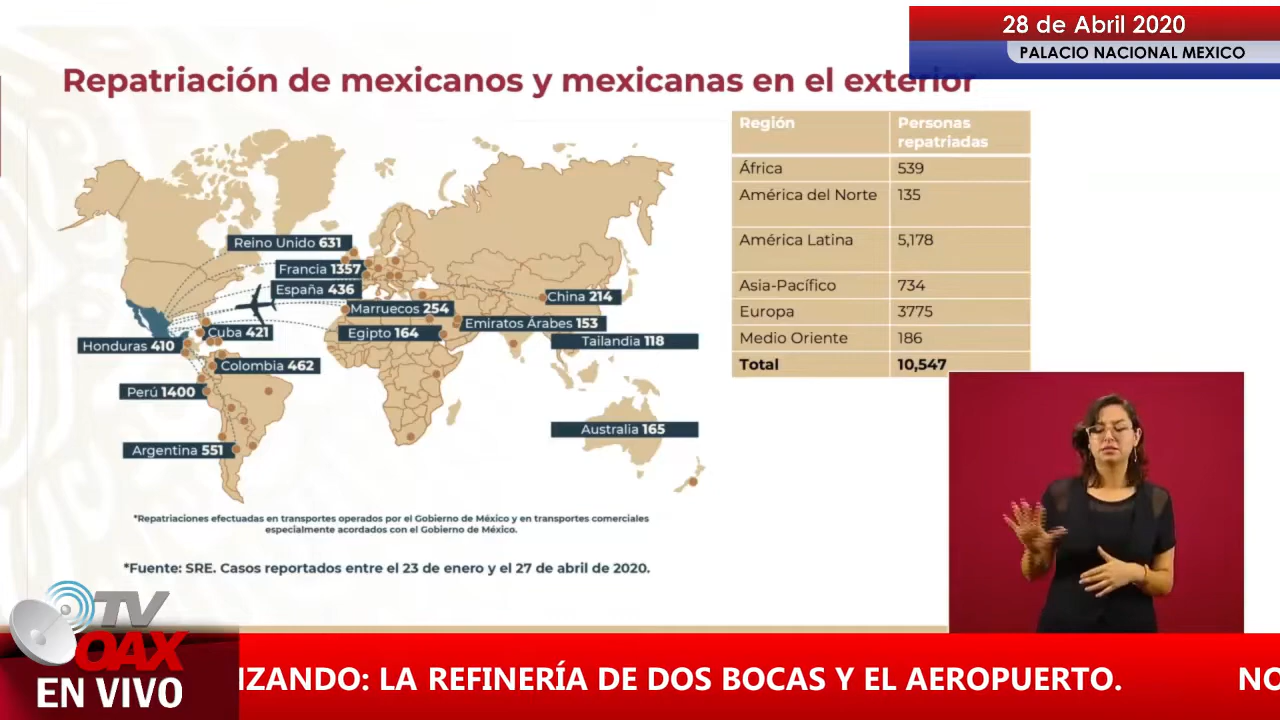 28 de Abril 2020
PALACIO NACIONAL MEXICO
Repatriación de mexicanos y mexicanas en el exterior
Región Personas repatriadas
África 539
América del Norte 135
América Latina 5,178
Asia-Pacífico 734
Europa 3775
Medio Oriente 186
Total 10,547
Reino Unido 631
Francia 1357
España 436
China 214
Marruecos 254
Emiratos Árabes 153
Cuba 421
Egipto 164
Tailandia 118
Honduras 410
Colombia 462
Perú 1400
Australia 165
Argentina 551
*Repatriaciones efectuadas en transportes operados por el Gobierno de México y en transportes comerciales
especialmente acordados con el Gobierno de México.
*Fuente: SRE. Casos reportados entre el 23 de enero y el 27 de abril de 2020.
TV
OAX
EN VIVO
IZANDO: LA REFINERÍA DE DOS BOCAS Y EL AEROPUERTO. NO